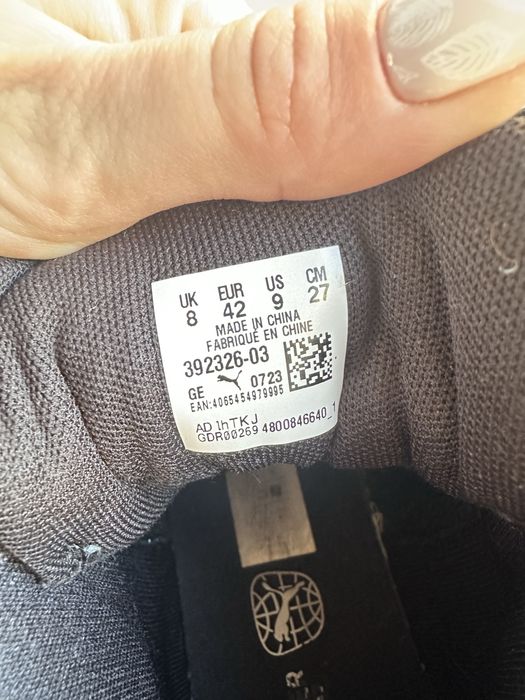 UK EUR US CM
8 42 9 27
MADE IN CHINA
FABRIQUÉ EN CHINE
392326-03
GE 0723
EAN:4065454979995
AD 1hTKJ
GDR00269 4800846640_1